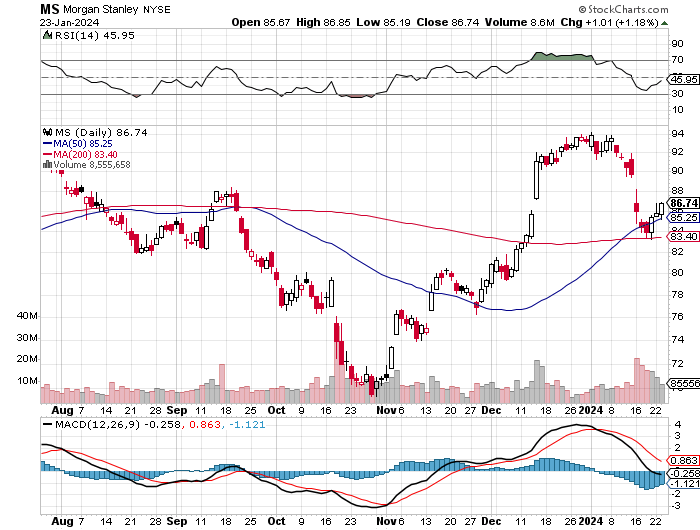 MS Morgan Stanley NYSE
© StockCharts.com
23-Jan-2024
Open 85.67 High 86.85 Low 85.19 Close 86.74 Volume 8.6M Chg +1.01 (+1.18%)
RSI(14) 45.95
90
70
45.95
30
10
MS (Daily) 86.74
MA(50) 85.25
MA(200) 83.40
Volume 8,555,658
94
92
90
88
86.74
85.25
84
83.40
82
80
78
76
74
72
40M
30M
20M
10M
85556
Aug 7 14 21 28 Sep 11 18 25 Oct 9 16 23 Nov 6 13 20 27 Dec 11 18 26 2024 8 16 22
MACD(12,26,9) -0.258, 0.863, -1.121
4
3
2
0.863
-0.258
-1.121
-2
-3
Aug 7 14 21 28 Sep 11 18 25 Oct 9 16 23 Nov 6 13 20 27 Dec 11 18 26 2024 8 16 22